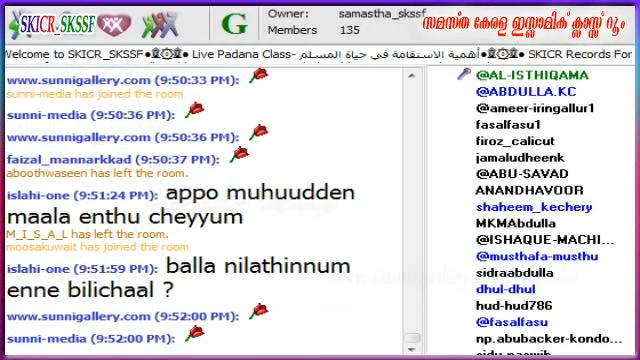 SKICR_SKSSF
G
Owner: samastha_skssf
Members 135
സമസ്ത കേരള ഇസ്ലാമിക് ക്ലാസ്സ് റൂം
Welcome to SKICR_SKSSF● ●Live Padana Class- أهمية الاستقامة في حياة المسلم ● ● SKICR Records For
www.sunnigallery.com (9:50:33 PM):
sunni-media has joined the room
sunni-media (9:50:36 PM):
www.sunnigallery.com (9:50:36 PM):
faizal_mannarkkad (9:50:37 PM):
aboothwaseen has left the room.
islahi-one (9:51:24 PM): appo muhuudden
maala enthu cheyyum
M_I_S_A_L has left the room.
moosakuwait has joined the room
islahi-one (9:51:59 PM): balla nilathinnum
enne bilichaal ?
www.sunnigallery.com (9:52:00 PM):
sunni-media (9:52:00 PM):
@AL-ISTHIQAMA
@ABDULLA.KC
@ameer-iringallur1
fasalfasu1
firoz_calicut
jamaludheenk
@ABU-SAVAD
ANANDHAVOOR
shaheem_kechery
MKMAbdulla
@ISHAQUE-MACHI...
@musthafa-musthu
sidraabdulla
dhul-dhul
hud-hud786
@fasalfasu
np.abubacker-kondo...